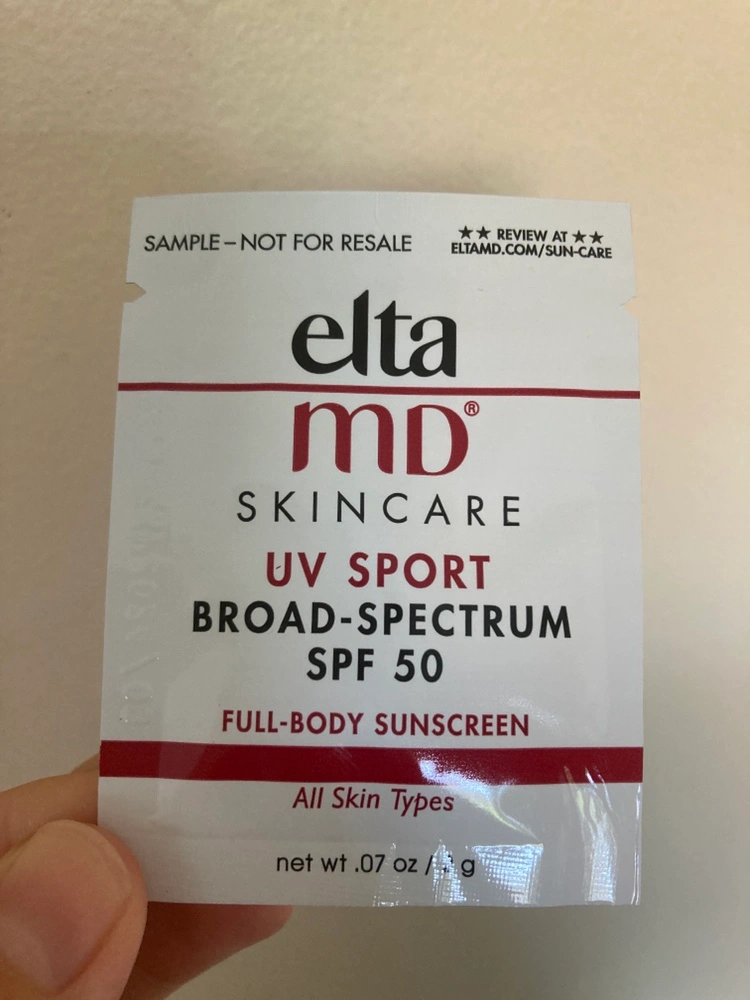 SAMPLE – NOT FOR RESALE
★★ REVIEW AT ★★
ELTAMD.COM/SUN-CARE
elta
MD®
SKINCARE
UV SPORT
BROAD-SPECTRUM
SPF 50
FULL-BODY SUNSCREEN
All Skin Types
net wt .07 oz / g